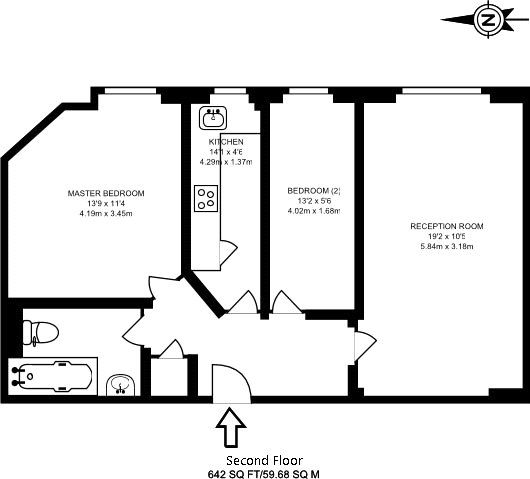 N
KITCHEN
14'1 x 4'6
4.29m x 1.37m
MASTER BEDROOM
13'9 x 11'4
4.19m x 3.45m
BEDROOM (2)
13'2 x 5'6
4.02m x 1.68m
RECEPTION ROOM
19'2 x 10'5
5.84m x 3.18m
Second Floor
642 SQ FT/59.68 SQ M